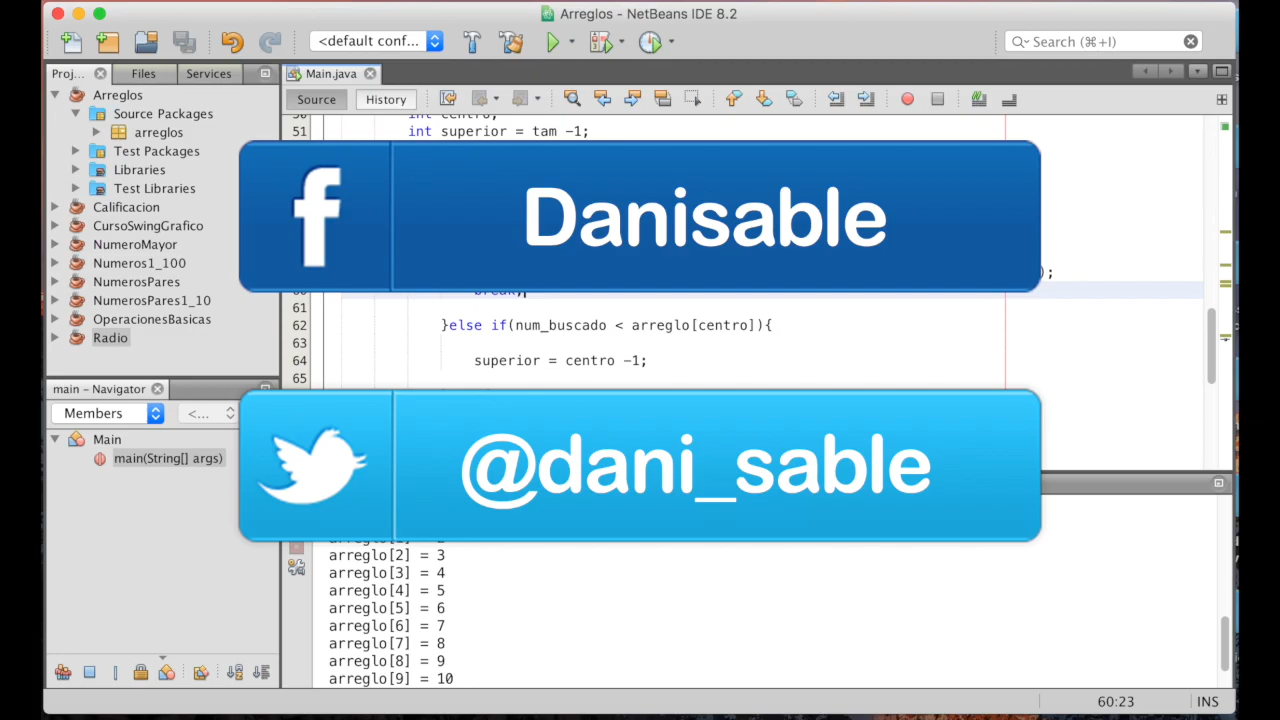 Arreglos - NetBeans IDE 8.2
<default conf...
Search (⌘+I)
Proj...
Files
Services
Main.java
Source
History
Arreglos
Source Packages
arreglos
Test Packages
Libraries
Test Libraries
Calificacion
CursoSwingGrafico
NumeroMayor
Numeros1_100
NumerosPares
NumerosPares1_10
OperacionesBasicas
Radio
int centro;
51 int superior = tam -1;
);
break;
61
62 }else if(num_buscado < arreglo[centro]){
63
64 superior = centro -1;
65
f
Danisable
@dani_sable
main - Navigator
Members
<...
Main
main(String[] args)
arreglo[2] = 3
arreglo[3] = 4
arreglo[4] = 5
arreglo[5] = 6
arreglo[6] = 7
arreglo[7] = 8
arreglo[8] = 9
arreglo[9] = 10
60:23
INS